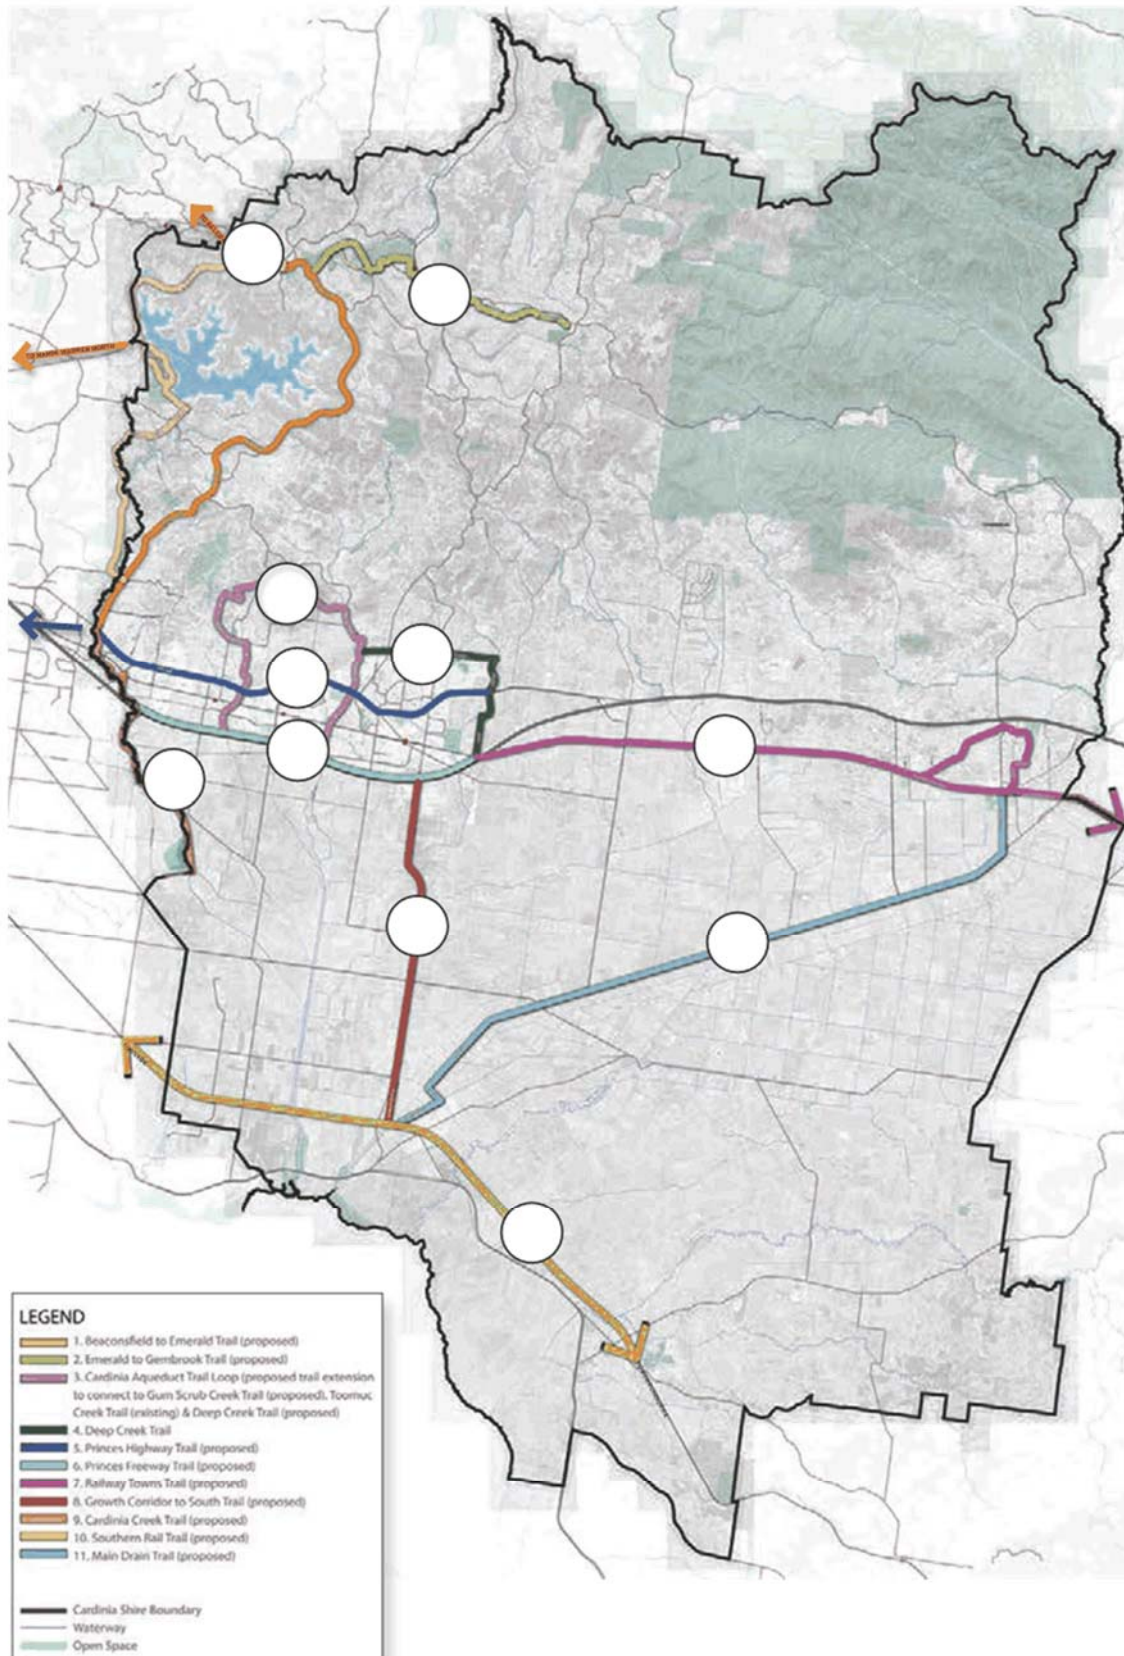 TO HARKAWAY NORTH
LEGEND
1. Beaconsfield to Emerald Trail (proposed)
2. Emerald to Gembrook Trail (proposed)
3. Cardinia Aqueduct Trail Loop (proposed trail extension
to connect to Gum Scrub Creek Trail (proposed), Toomuc
Creek Trail (existing) & Deep Creek Trail (proposed)
4. Deep Creek Trail
5. Princes Highway Trail (proposed)
6. Princes Freeway Trail (proposed)
7. Railway Towns Trail (proposed)
8. Growth Corridor to South Trail (proposed)
9. Cardinia Creek Trail (proposed)
10. Southern Rail Trail (proposed)
11. Main Drain Trail (proposed)
Cardinia Shire Boundary
Waterway
Open Space